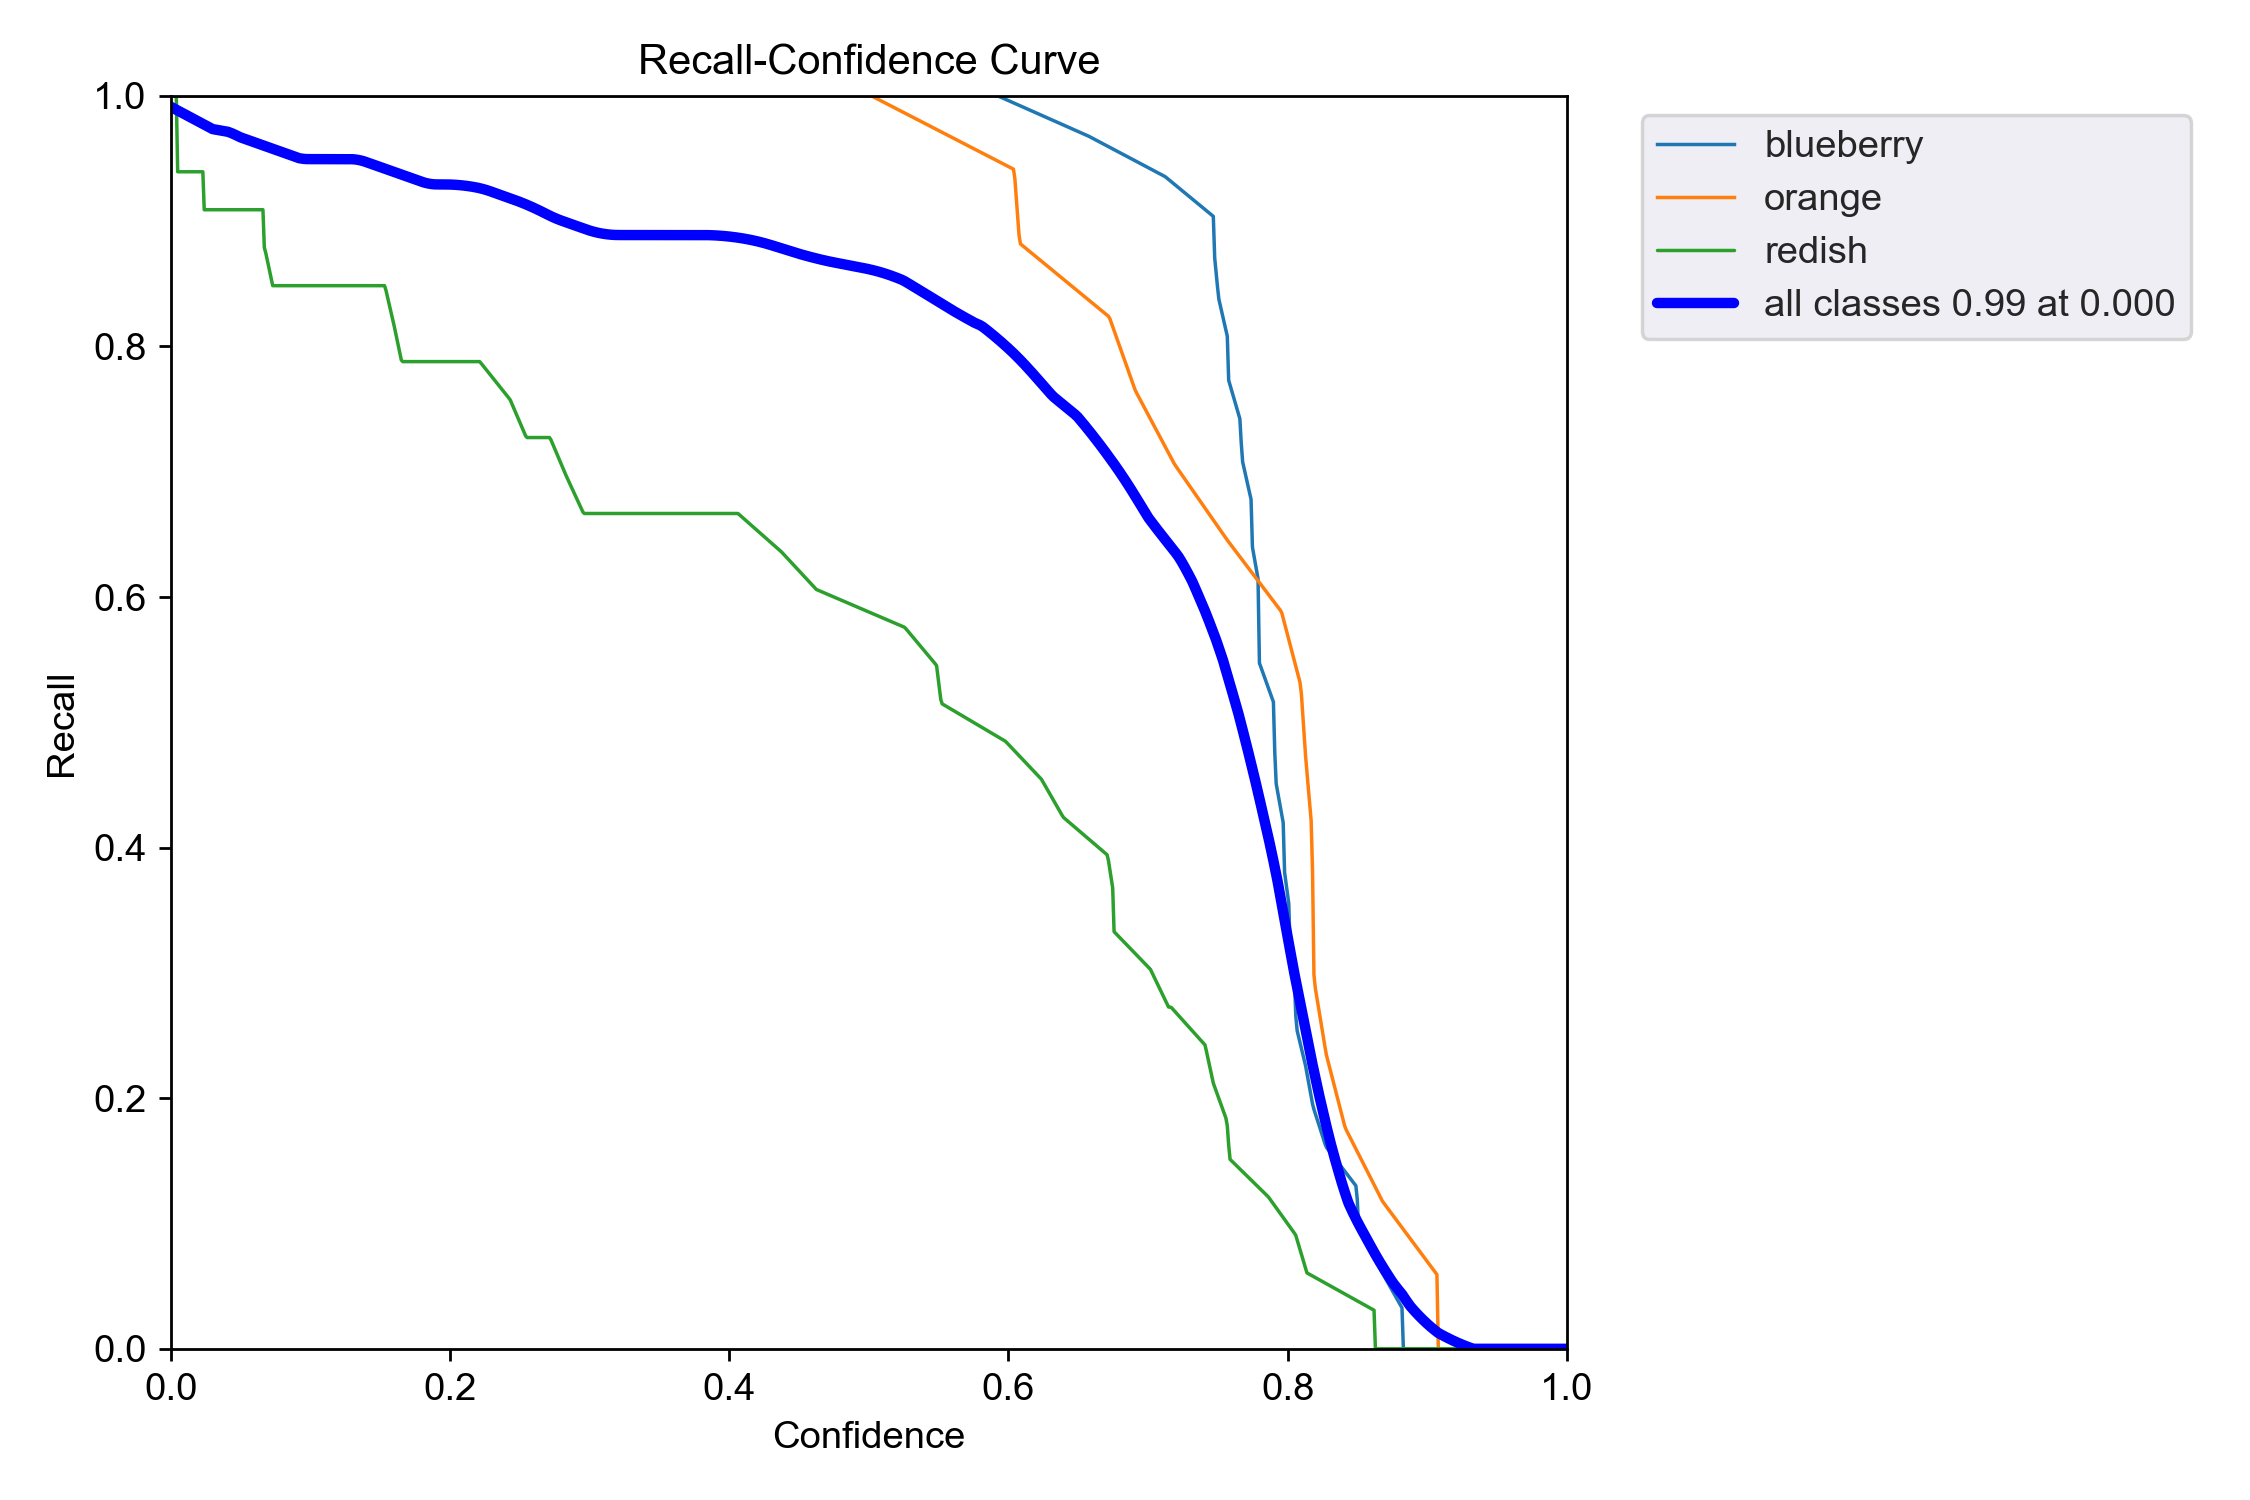 Recall-Confidence Curve
1.0
0.8
0.6
0.4
0.2
0.0
Recall
0.0 0.2 0.4 0.6 0.8 1.0
Confidence
blueberry
orange
redish
all classes 0.99 at 0.000